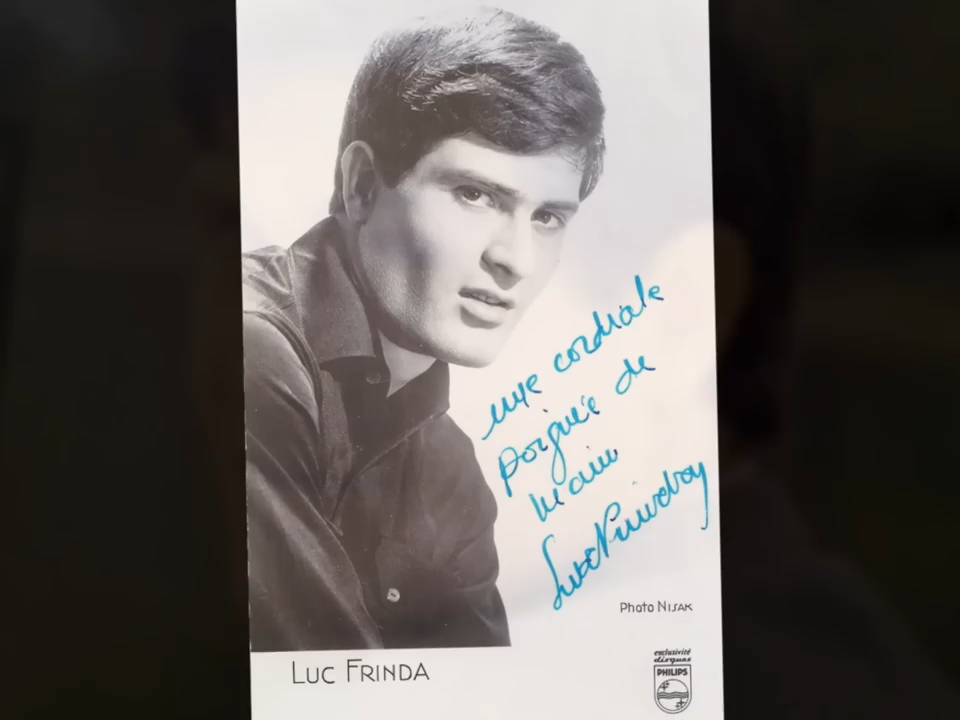 une cordiale
poignée de
main
Photo NISAK
exclusivité
disques
PHILIPS
LUC FRINDA